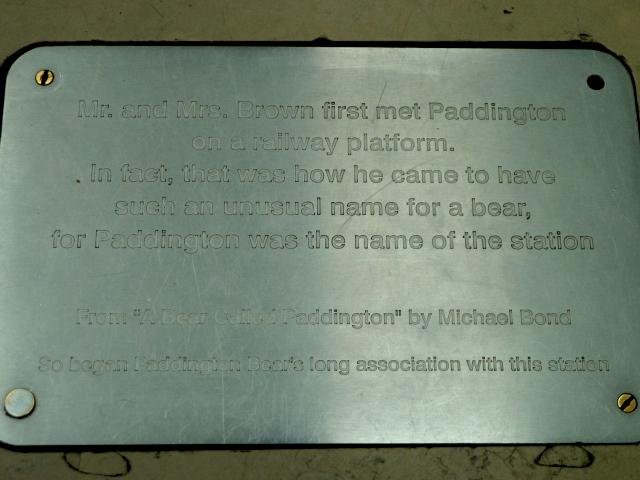 Mr. and Mrs. Brown first met Paddington
on a railway platform.
In fact, that was how he came to have
such an unusual name for a bear,
for Paddington was the name of the station
From "A Bear Called Paddington" by Michael Bond
So began Paddington Bear's long association with this station